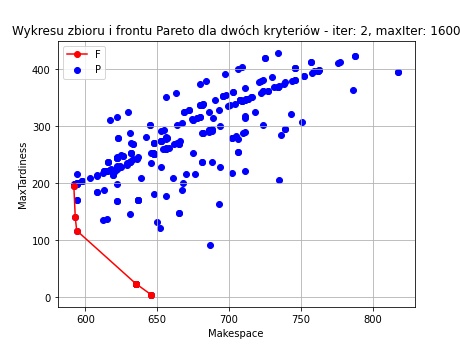 Wykresu zbioru i frontu Pareto dla dwóch kryteriów - iter: 2, maxIter: 1600
F
P
400
300
200
100
0
MaxTardiness
600
650
700
750
800
Makespace